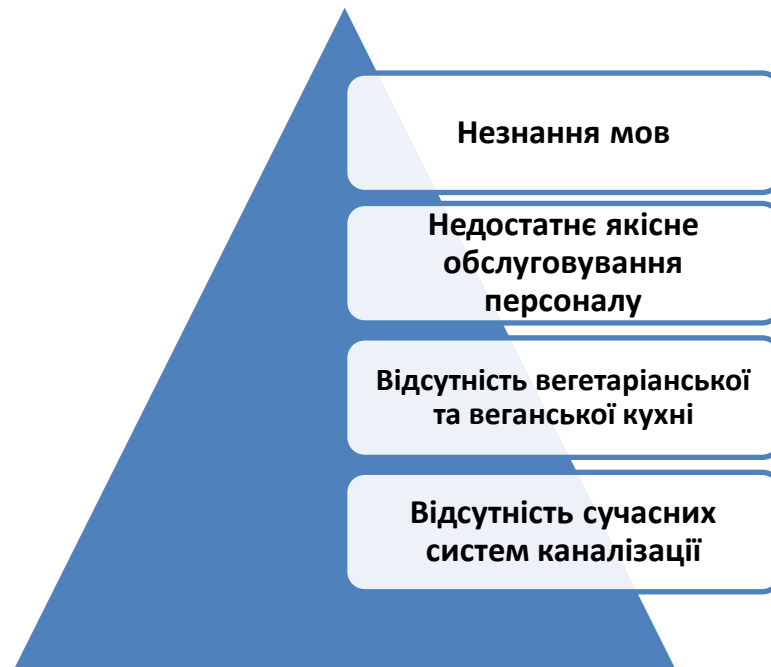 Незнання мов
Недостатнє якісне
обслуговування
персоналу
Відсутність вегетаріанської
та веганської кухні
Відсутність сучасних
систем каналізації